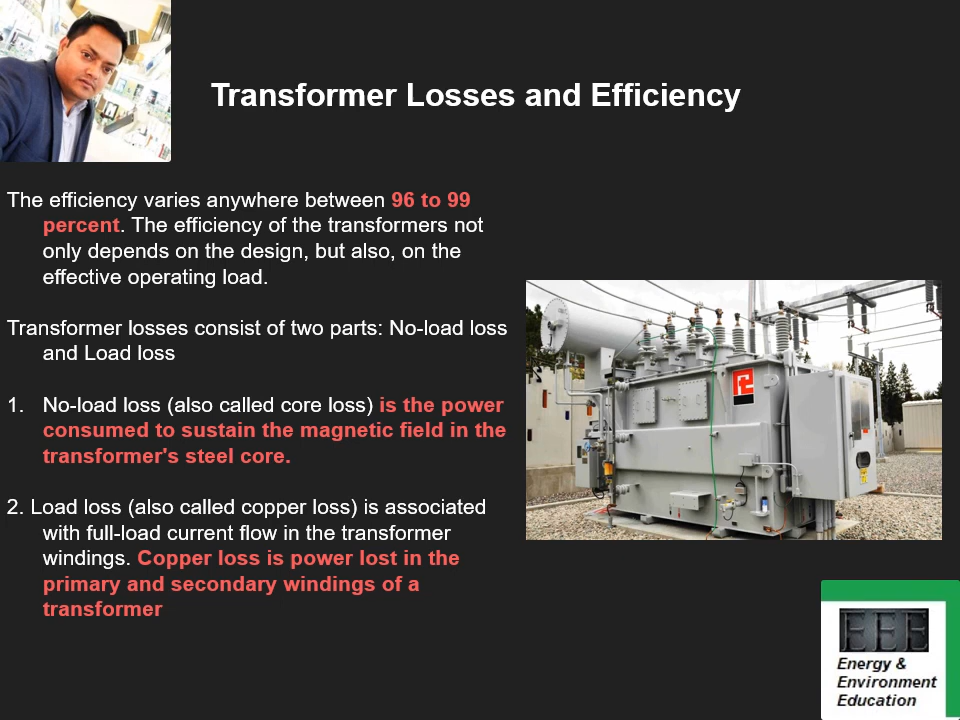 Transformer Losses and Efficiency
The efficiency varies anywhere between 96 to 99
percent. The efficiency of the transformers not
only depends on the design, but also, on the
effective operating load.
Transformer losses consist of two parts: No-load loss
and Load loss
1. No-load loss (also called core loss) is the power
consumed to sustain the magnetic field in the
transformer's steel core.
2. Load loss (also called copper loss) is associated
with full-load current flow in the transformer
windings. Copper loss is power lost in the
primary and secondary windings of a
transformer
EEE
Energy &
Environment
Education